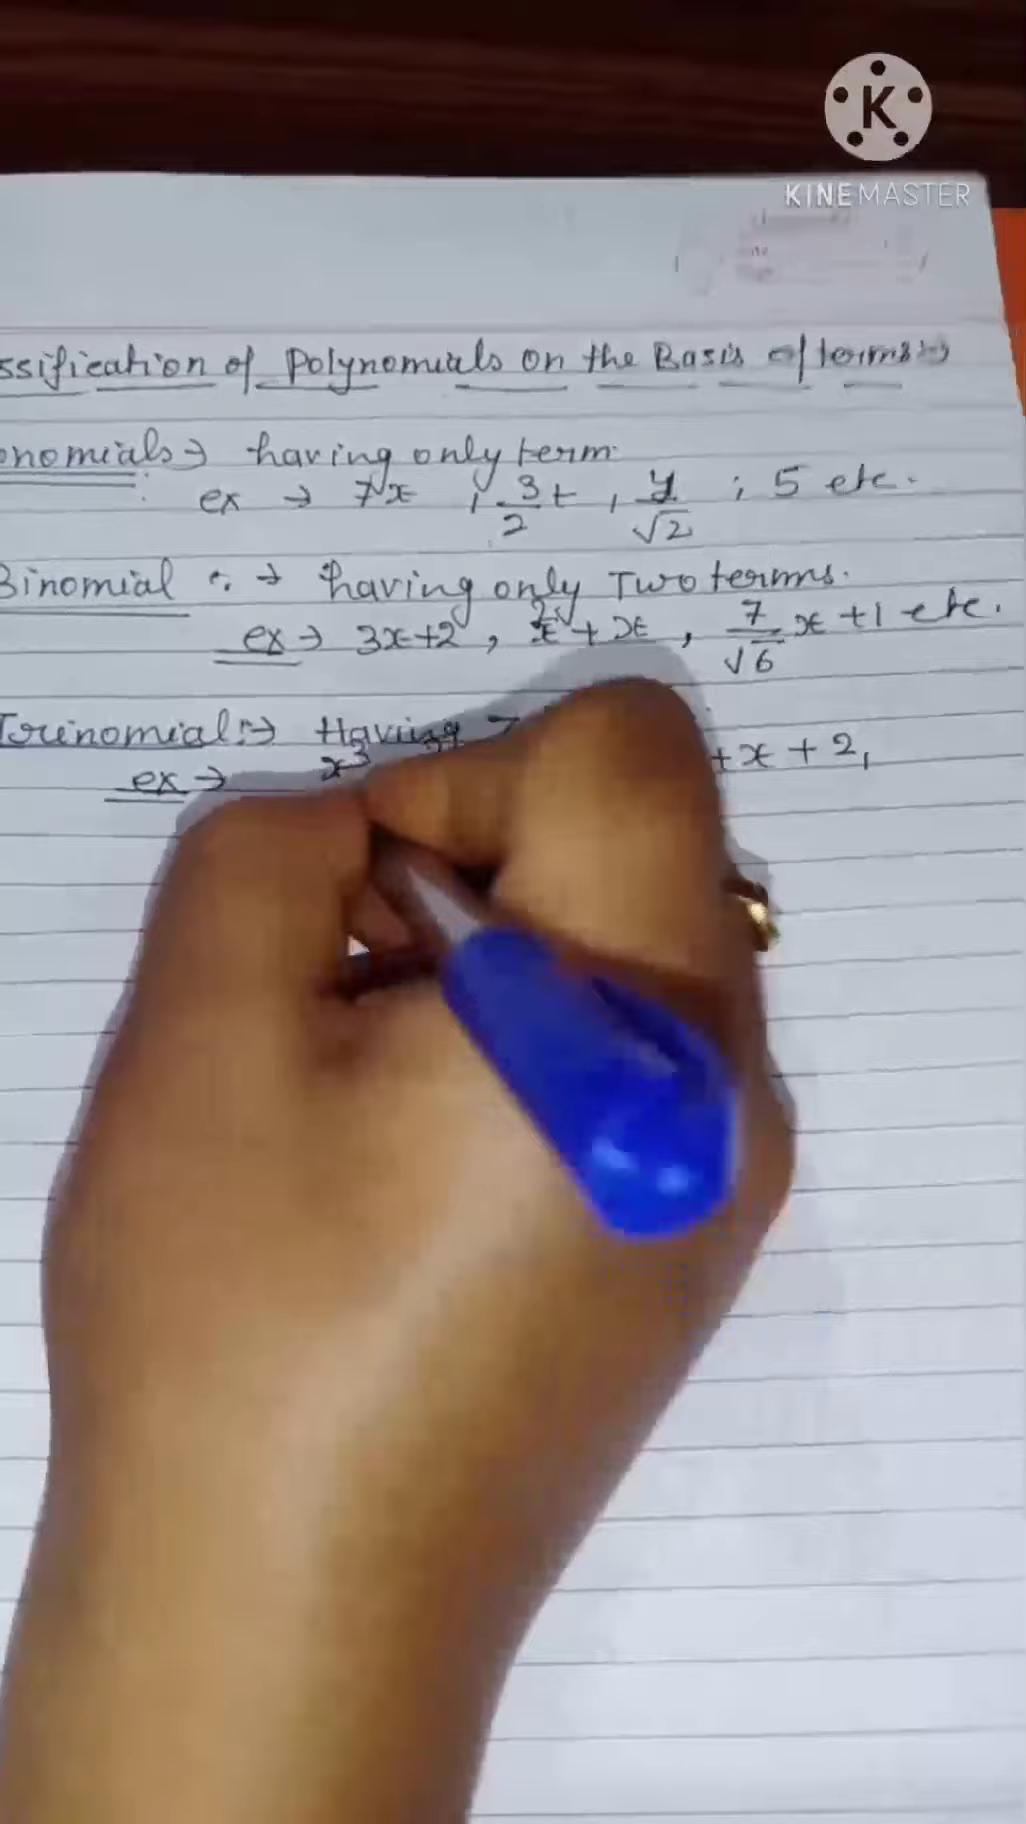 KINEMASTER
ssification of Polynomials on the Basis of terms →
onomials → having only term.
ex → 7x , 3/2 t , y/√2 ; 5 etc.
Binomial :→ having only Two terms.
ex → 3x+2 , x²+x , 7/√6 x +1 etc.
Trinomial :→ Having
ex → x³ +x + 2,